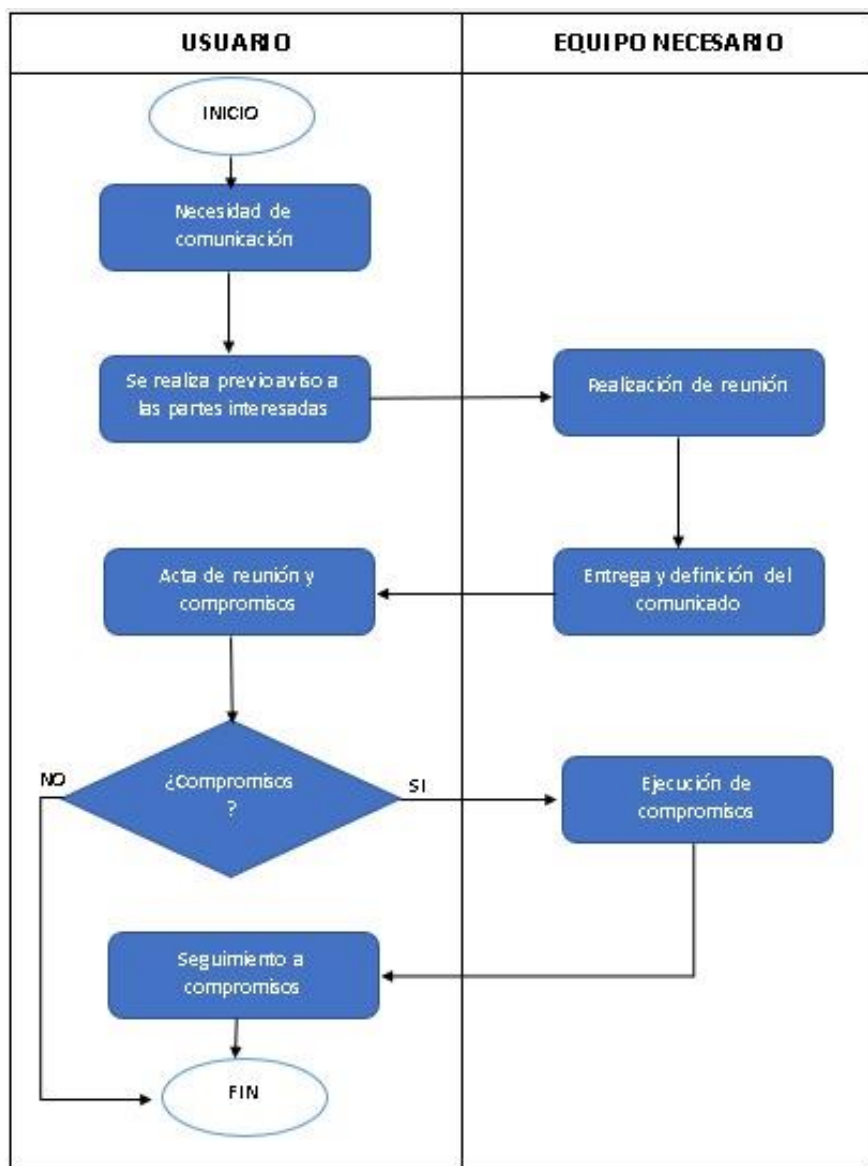 USUARIO
EQUIPO NECESARIO
INICIO
Necesidad de
comunicación
Se realiza previo aviso a
las partes interesadas
Realización de reunión
Acta de reunión y
compromisos
Entrega y definición del
comunicado
NO
¿Compromisos
?
SI
Ejecución de
compromisos
Seguimiento a
compromisos
FIN